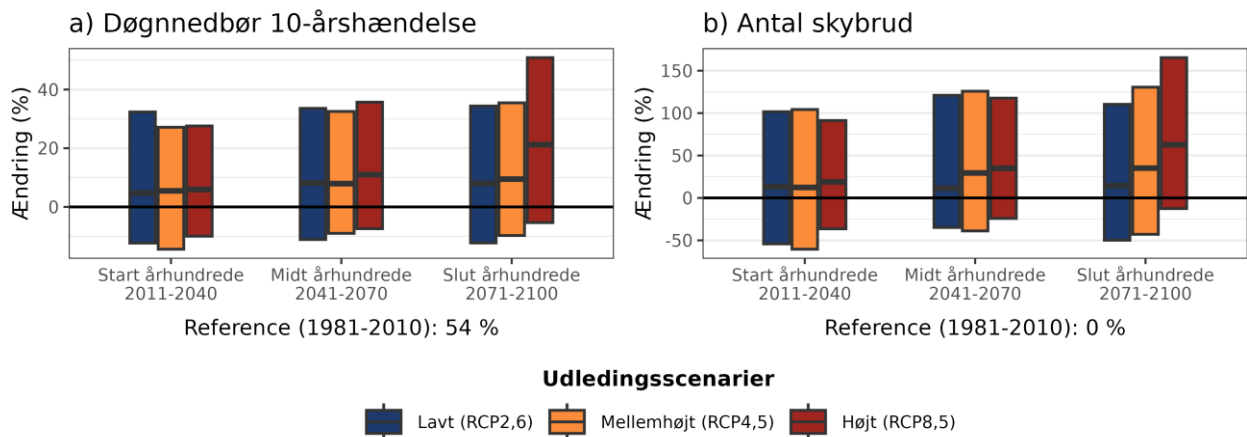 a) Døgnnedbør 10-årshændelse
Ændring (%)
40
20
0
Start århundrede
2011-2040
Midt århundrede
2041-2070
Slut århundrede
2071-2100
Reference (1981-2010): 54 %
b) Antal skybrud
Ændring (%)
150
100
50
0
-50
Start århundrede
2011-2040
Midt århundrede
2041-2070
Slut århundrede
2071-2100
Reference (1981-2010): 0 %
Udledingsscenarier
Lavt (RCP2,6)
Mellemhøjt (RCP4,5)
Højt (RCP8,5)